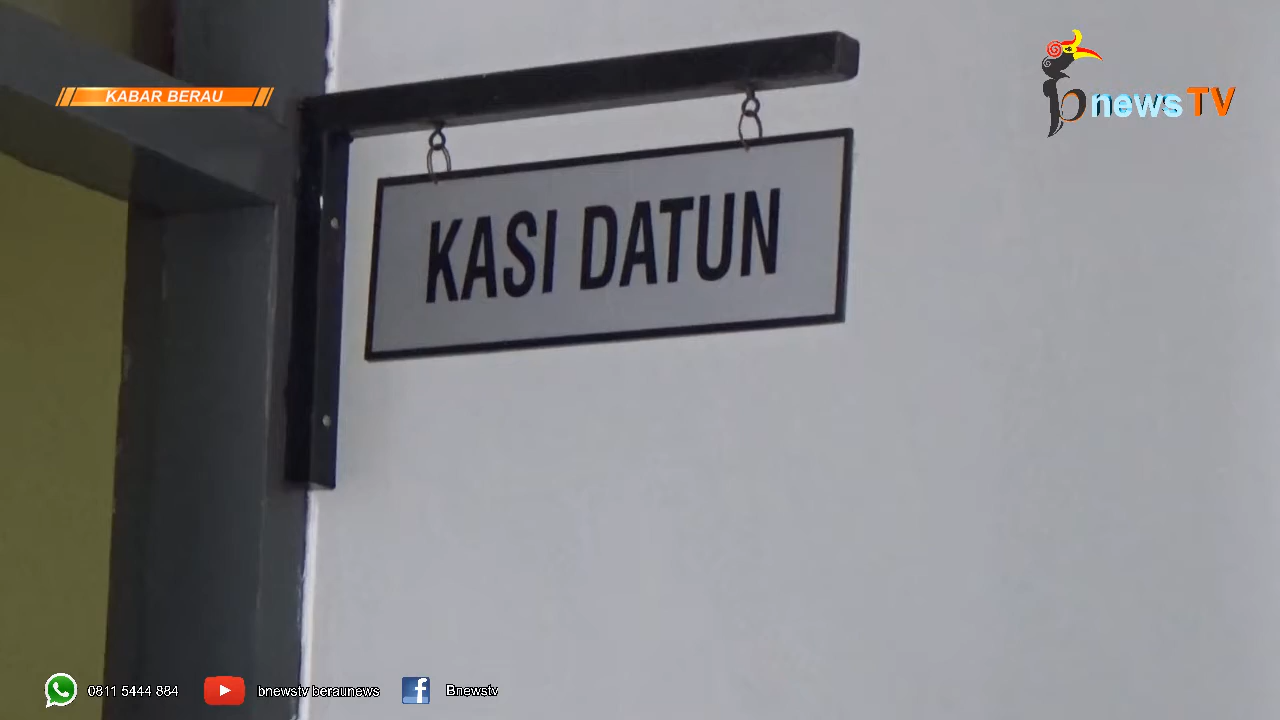 KABAR BERAU
bnewsTV
KASI DATUN
0811 5444 884
bnewstv beraunews
Bnewstv